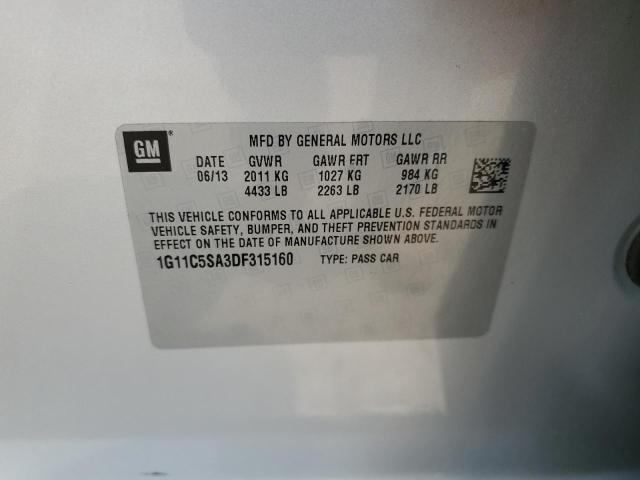 GM® MFD BY GENERAL MOTORS LLC
DATE GVWR GAWR FRT GAWR RR
06/13 2011 KG 1027 KG 984 KG
4433 LB 2263 LB 2170 LB
THIS VEHICLE CONFORMS TO ALL APPLICABLE U.S. FEDERAL MOTOR
VEHICLE SAFETY, BUMPER, AND THEFT PREVENTION STANDARDS IN
EFFECT ON THE DATE OF MANUFACTURE SHOWN ABOVE.
1G11C5SA3DF315160 TYPE: PASS CAR